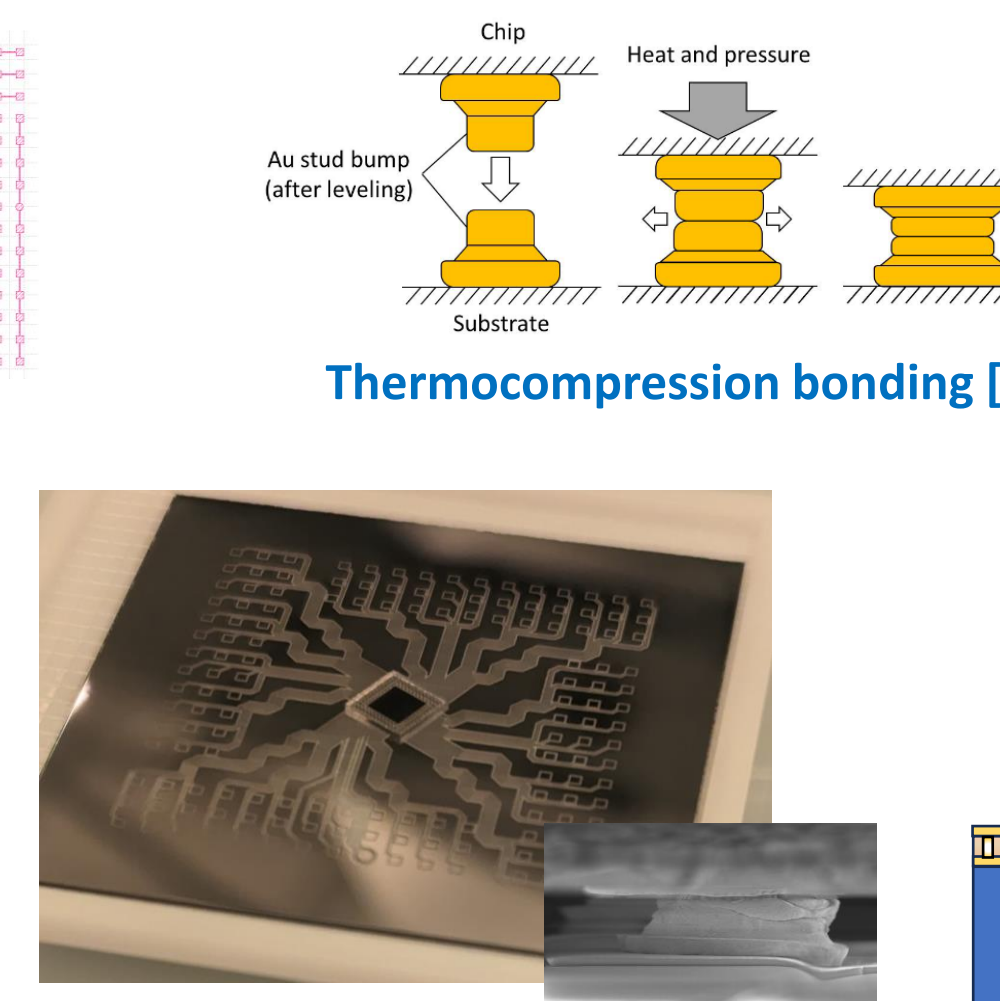 Chip
Heat and pressure
Au stud bump
(after leveling)
Substrate
Thermocompression bonding [